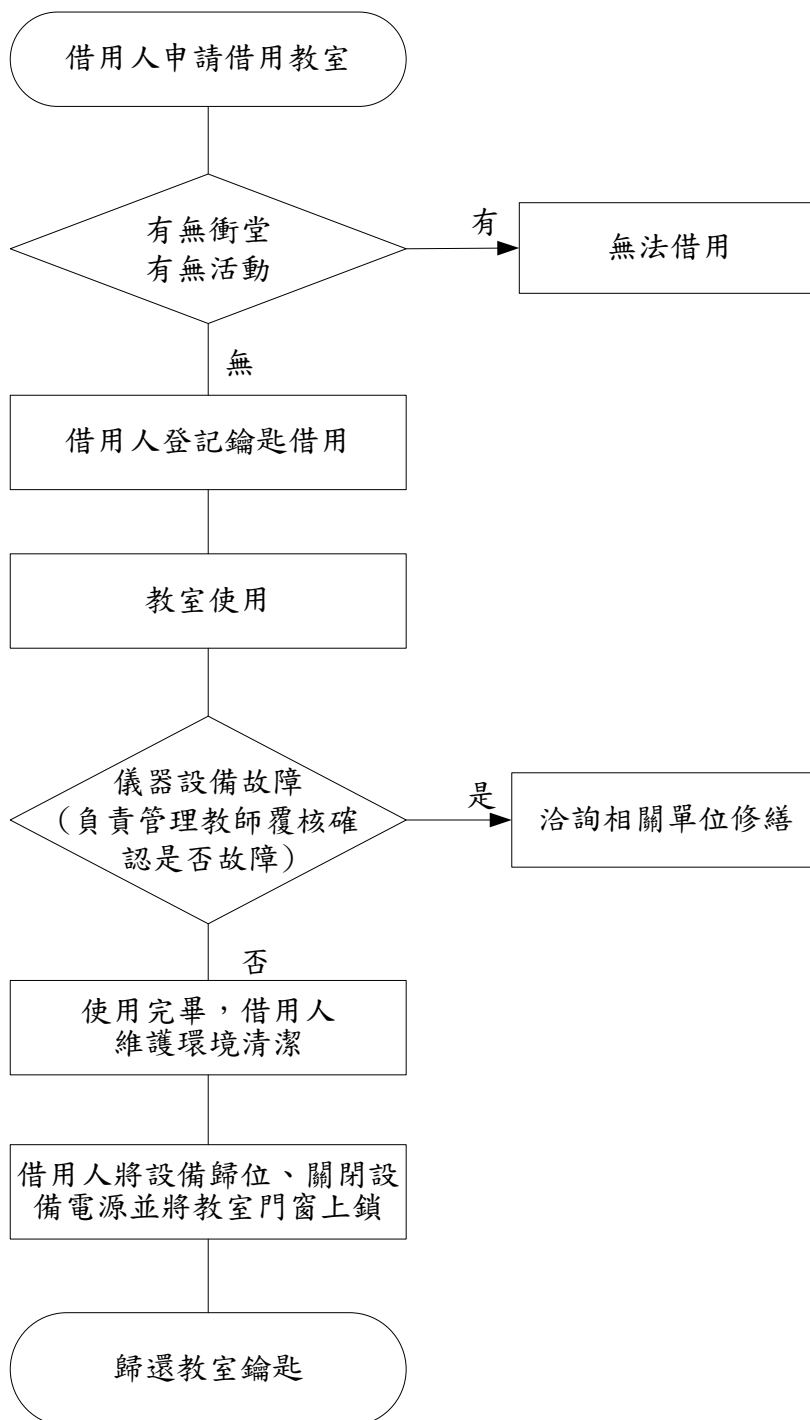 借用人申請借用教室
有無衝堂
有無活動
有
無法借用
無
借用人登記鑰匙借用
教室使用
儀器設備故障
（負責管理教師覆核確
認是否故障）
是
洽詢相關單位修繕
否
使用完畢，借用人
維護環境清潔
借用人將設備歸位、關閉設
備電源並將教室門窗上鎖
歸還教室鑰匙